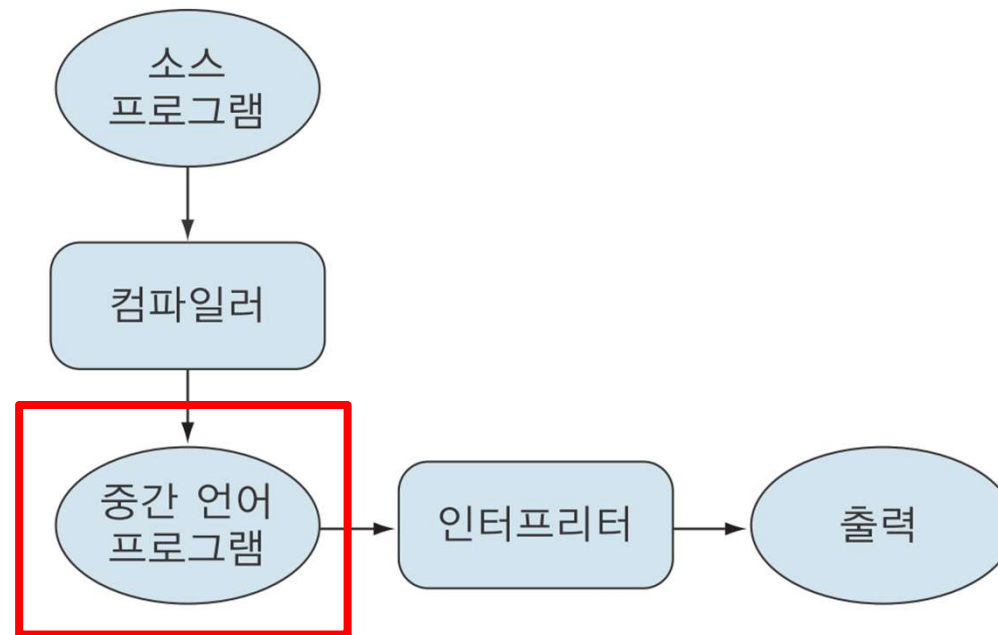 소스
프로그램
컴파일러
중간 언어
프로그램
인터프리터
출력